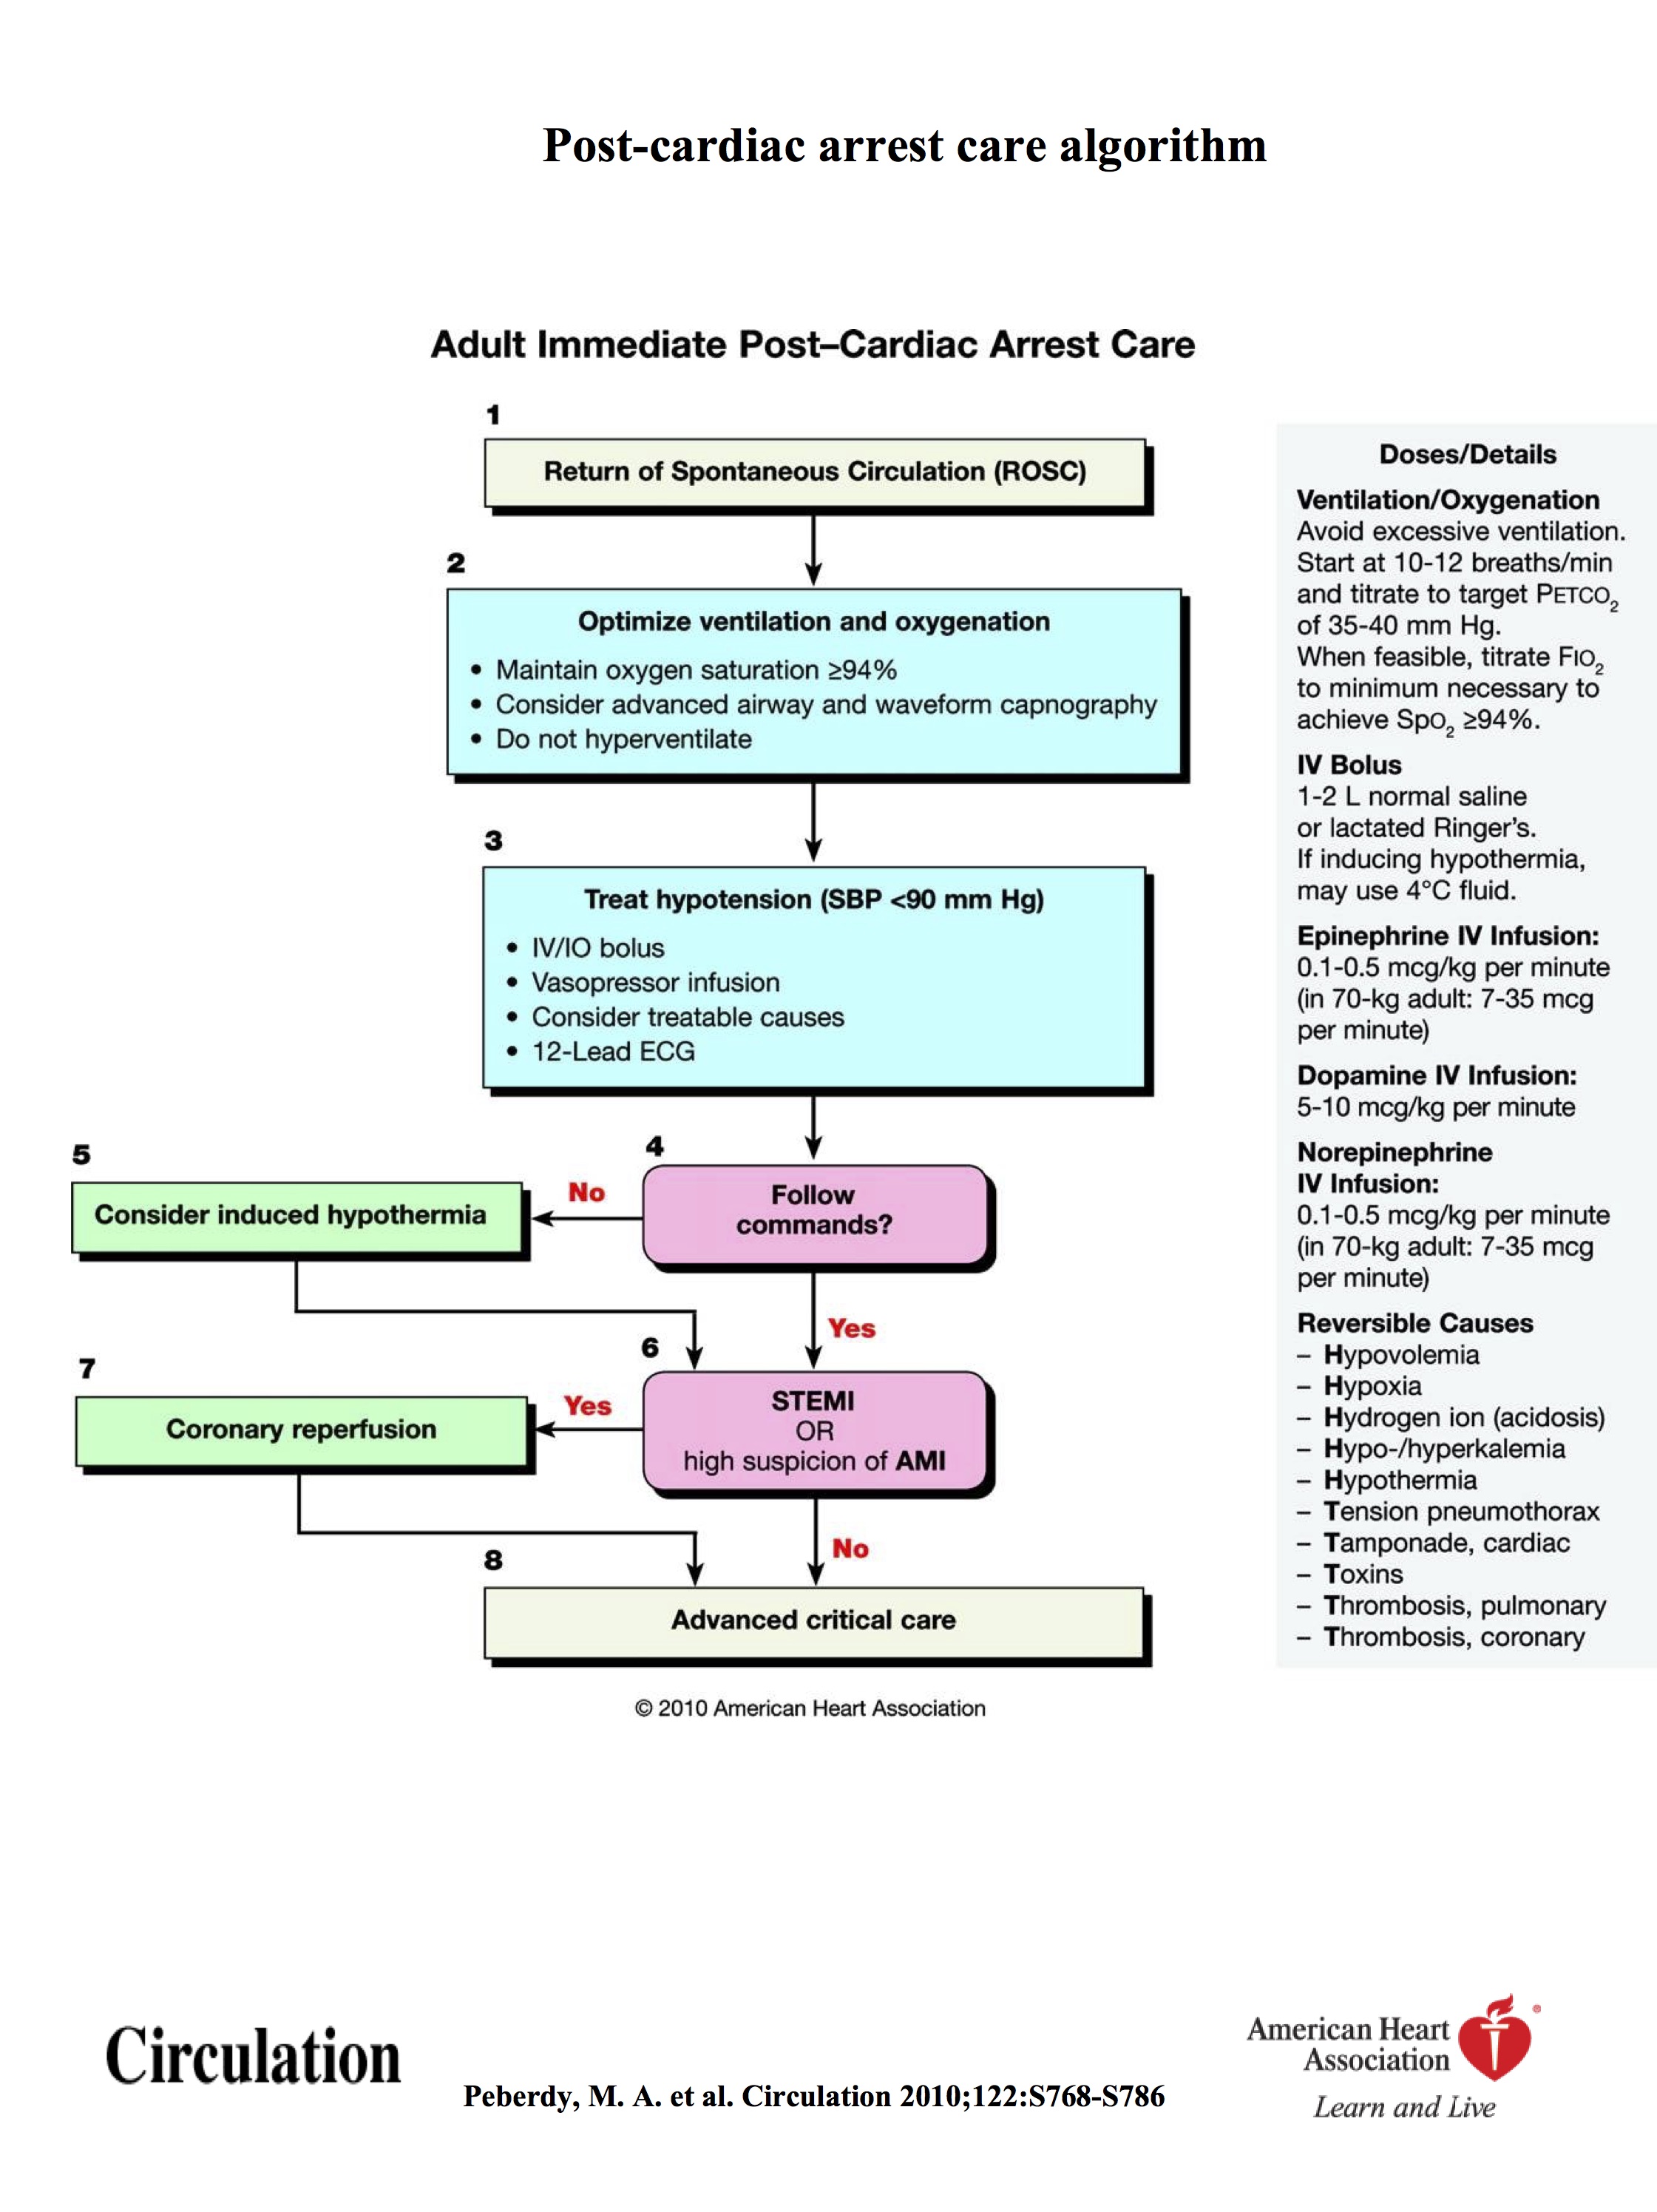 Post-cardiac arrest care algorithm
Adult Immediate Post–Cardiac Arrest Care
1
Return of Spontaneous Circulation (ROSC)
2
Optimize ventilation and oxygenation
• Maintain oxygen saturation ≥94%
• Consider advanced airway and waveform capnography
• Do not hyperventilate
3
Treat hypotension (SBP <90 mm Hg)
• IV/IO bolus
• Vasopressor infusion
• Consider treatable causes
• 12-Lead ECG
4
Follow
commands?
No
5
Consider induced hypothermia
Yes
6
STEMI
OR
high suspicion of AMI
Yes
7
Coronary reperfusion
No
8
Advanced critical care
© 2010 American Heart Association
Doses/Details
Ventilation/Oxygenation
Avoid excessive ventilation.
Start at 10-12 breaths/min
and titrate to target PETCO₂
of 35-40 mm Hg.
When feasible, titrate FIO₂
to minimum necessary to
achieve SpO₂ ≥94%.
IV Bolus
1-2 L normal saline
or lactated Ringer’s.
If inducing hypothermia,
may use 4°C fluid.
Epinephrine IV Infusion:
0.1-0.5 mcg/kg per minute
(in 70-kg adult: 7-35 mcg
per minute)
Dopamine IV Infusion:
5-10 mcg/kg per minute
Norepinephrine
IV Infusion:
0.1-0.5 mcg/kg per minute
(in 70-kg adult: 7-35 mcg
per minute)
Reversible Causes
– Hypovolemia
– Hypoxia
– Hydrogen ion (acidosis)
– Hypo-/hyperkalemia
– Hypothermia
– Tension pneumothorax
– Tamponade, cardiac
– Toxins
– Thrombosis, pulmonary
– Thrombosis, coronary
Circulation
Peberdy, M. A. et al. Circulation 2010;122:S768-S786
American Heart
Association
®
Learn and Live